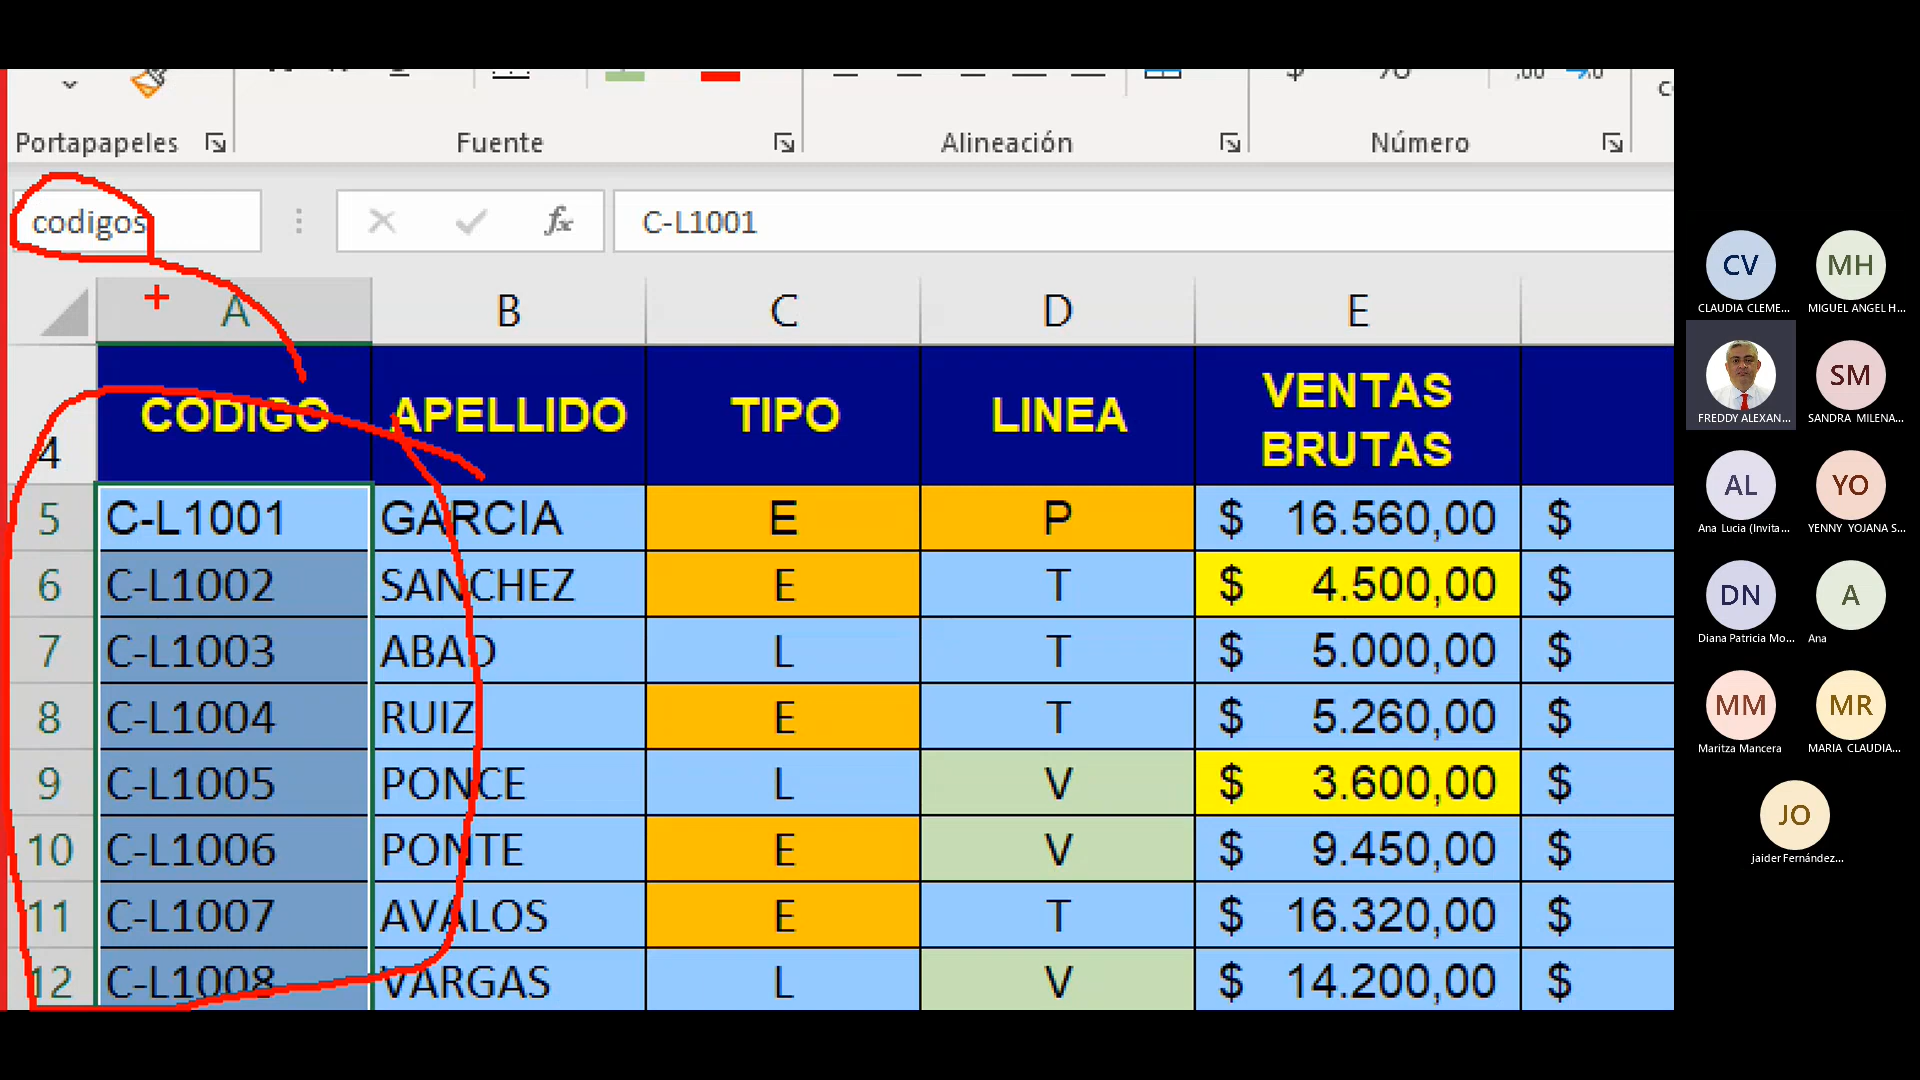 Portapapeles Fuente Alineación Número
codigos fx C-L1001
A B C D E
4 CODIGO APELLIDO TIPO LINEA VENTAS BRUTAS
5 C-L1001 GARCIA E P $ 16.560,00 $
6 C-L1002 SANCHEZ E T $ 4.500,00 $
7 C-L1003 ABAD L T $ 5.000,00 $
8 C-L1004 RUIZ E T $ 5.260,00 $
9 C-L1005 PONCE L V $ 3.600,00 $
10 C-L1006 PONTE E V $ 9.450,00 $
11 C-L1007 AVALOS E T $ 16.320,00 $
12 C-L1008 VARGAS L V $ 14.200,00 $
CV MH
CLAUDIA CLEME... MIGUEL ANGEL H...
SM
FREDDY ALEXAN... SANDRA MILENA...
AL YO
Ana Lucia (Invita... YENNY YOJANA S...
DN A
Diana Patricia Mo... Ana
MM MR
Maritza Mancera MARIA CLAUDIA...
JO
jaider Fernández...